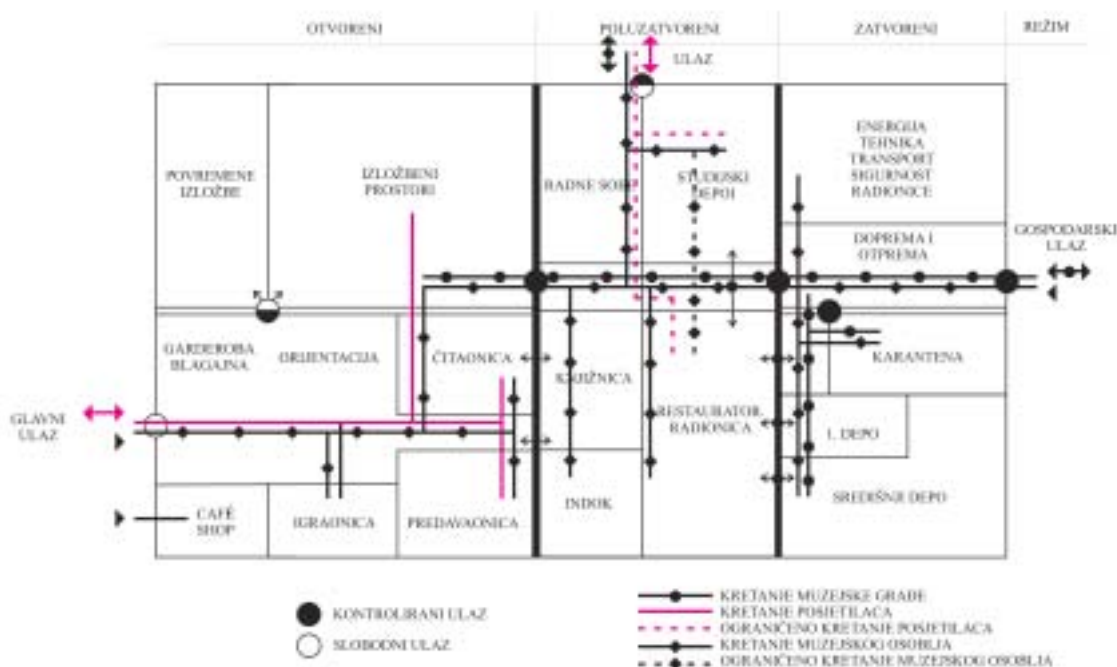 OTVORENI
POLUZATVORENI
ZATVORENI
REŽIM
ULAZ
POVREMENE
IZLOŽBE
IZLOŽBENI
PROSTORI
RADNE SOBE
STUDIJSKI
DEPOI
ENERGIJA
TEHNIKA
TRANSPORT
SIGURNOST
RADIONICE
DOPREMA I
OTPREMA
GOSPODARSKI
ULAZ
GARDEROBA
BLAGAJNA
ORIJENTACIJA
ČITAONICA
KNJIŽNICA
KARANTENA
GLAVNI
ULAZ
RESTAURATOR.
RADIONICA
1. DEPO
CAFÉ
SHOP
IGRAONICA
PREDAVAONICA
INDOK
SREDIŠNJI DEPO
KONTROLIRANI ULAZ
SLOBODNI ULAZ
KRETANJE MUZEJSKE GRAĐE
KRETANJE POSJETILACA
OGRANIČENO KRETANJE POSJETILACA
KRETANJE MUZEJSKOG OSOBLJA
OGRANIČENO KRETANJE MUZEJSKOG OSOBLJA